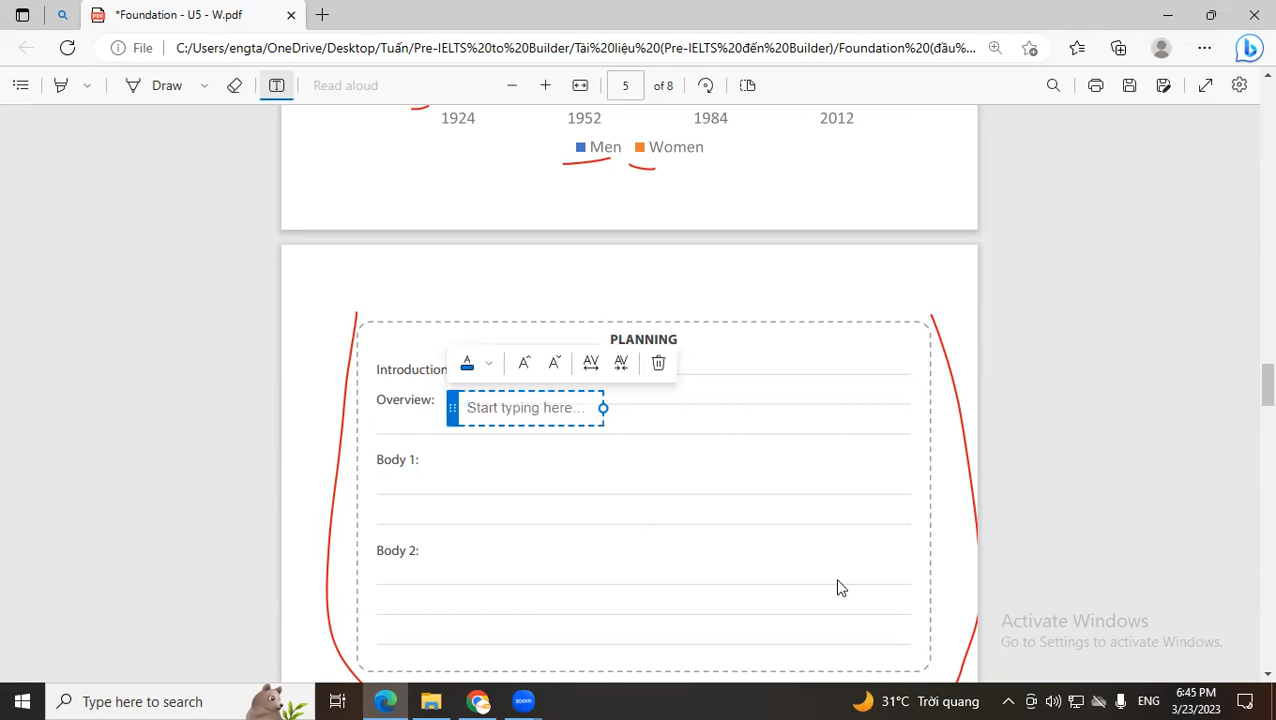 *Foundation - U5 - W.pdf
File
C:/Users/engta/OneDrive/Desktop/Tuấn/Pre-IELTS%20to%20Builder/Tài%20liệu%20(Pre-IELTS%20đến%20Builder)/Foundation%20(đầu%...
Draw
Read aloud
5
of 8
1924
1952
1984
2012
Men
Women
PLANNING
Introduction
Overview:
Start typing here...
Body 1:
Body 2:
Activate Windows
Go to Settings to activate Windows.
Type here to search
31°C Trời quang
ENG
6:45 PM
3/23/2023